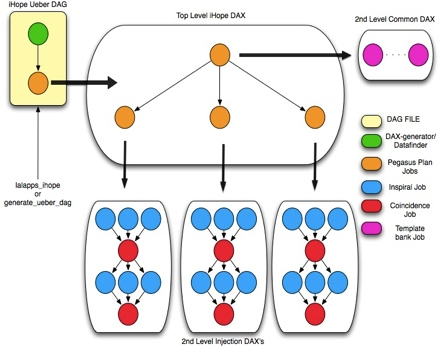 iHope Ueber DAG
Top Level iHope DAX
2nd Level Common DAX
DAG FILE
DAX-generator/
Datafinder
Pegasus Plan
Jobs
Inspiral Job
Coincidence
Job
Template
bank Job
lalapps_ihope
or
generate_ueber_dag
2nd Level Injection DAX's